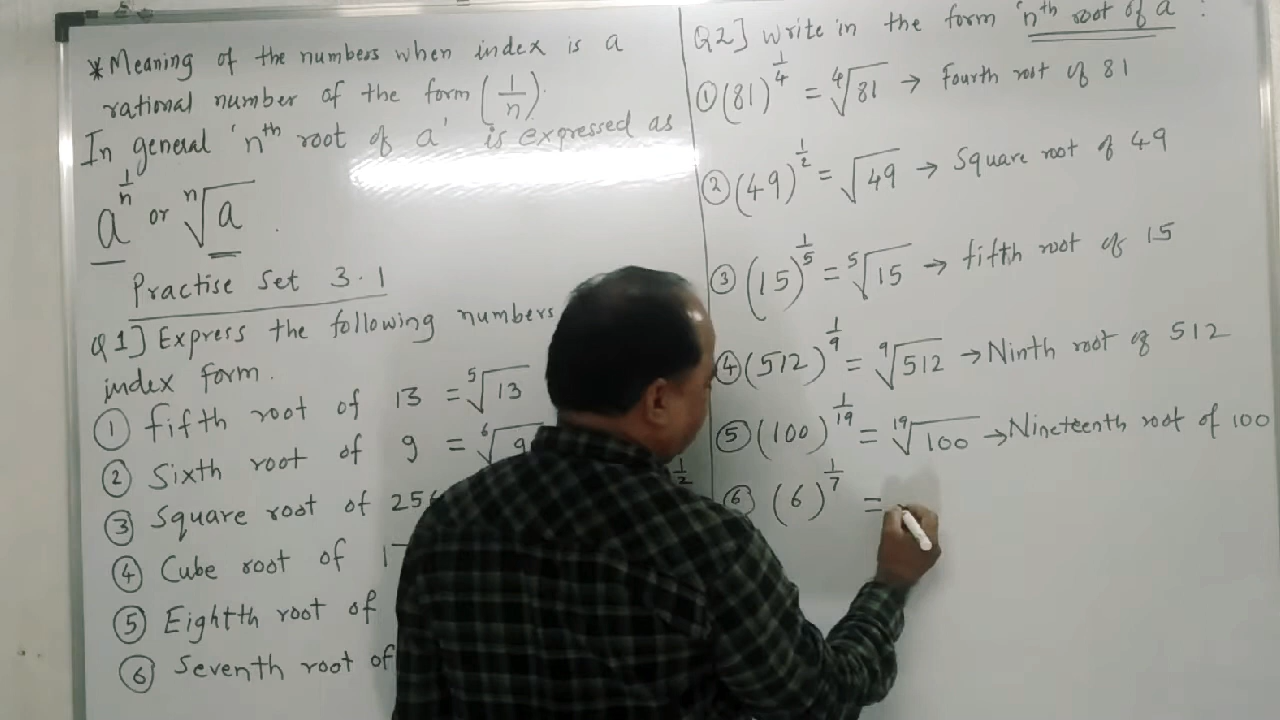 *Meaning of the numbers when index is a
rational number of the form (1/n).
In general 'nth root of a' is expressed as
a^(1/n) or ⁿ√a .
Practise Set 3.1
Q1] Express the following numbers
index form.
① fifth root of 13 = ⁵√13
② Sixth root of 9 = ⁶√9
③ Square root of 256
④ Cube root of
⑤ Eighth root of
⑥ Seventh root of
1/2
Q2] Write in the form 'nth root of a' :
① (81)^(1/4) = ⁴√81 → Fourth root of 81
② (49)^(1/2) = √49 → Square root of 49
③ (15)^(1/5) = ⁵√15 → fifth root of 15
④ (512)^(1/9) = ⁹√512 → Ninth root of 512
⑤ (100)^(1/19) = ¹⁹√100 → Nineteenth root of 100
⑥ (6)^(1/7) =